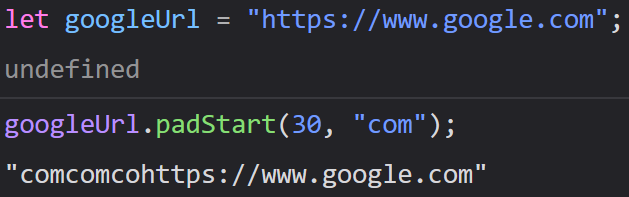 let googleUrl = "https://www.google.com";
undefined
googleUrl.padStart(30, "com");
"comcomcohttps://www.google.com"